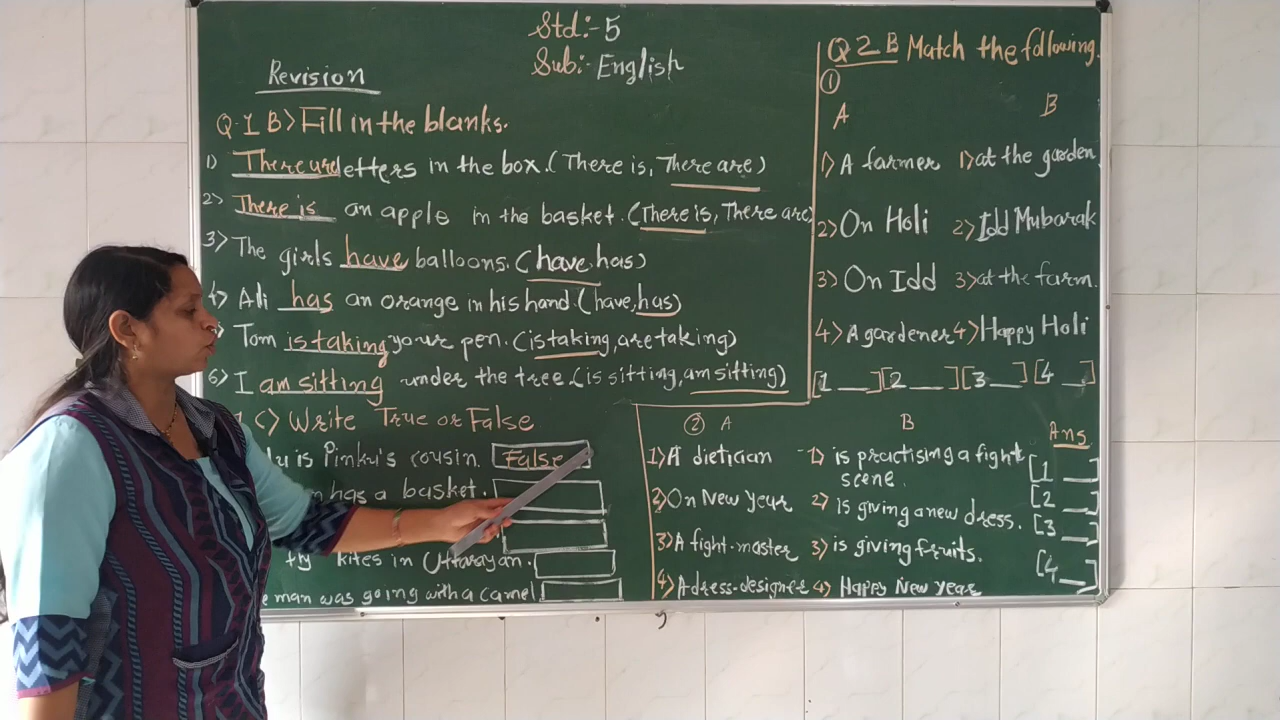 Std:- 5
Sub:- English
Revision
Q.1 B> Fill in the blanks.
1) There are letters in the box. (There is, There are)
2> There is an apple in the basket. (There is, There are)
3> The girls have balloons. (have, has)
4> Ali has an orange in his hand. (have, has)
Tom is taking your pen. (is taking, are taking)
6> I am sitting under the tree. (is sitting, am sitting)
C> Write True or False
is Pinku's cousin. False
has a basket.
fly kites in Uttarayan.
man was going with a camel
Q 2 B Match the following.
①
A B
1> A farmer 1> at the garden
2> On Holi 2> Idd Mubarak
3> On Idd 3> at the farm.
4> A gardener 4> Happy Holi
[1 __] [2 __] [3 __] [4 __]
② A B Ans
1> A dietician 1> is practising a fight scene. [1 __]
2> On New Year 2> is giving a new dress. [2 __]
3> A fight-master 3> is giving fruits. [3 __]
4> A dress-designer 4> Happy New Year [4 __]